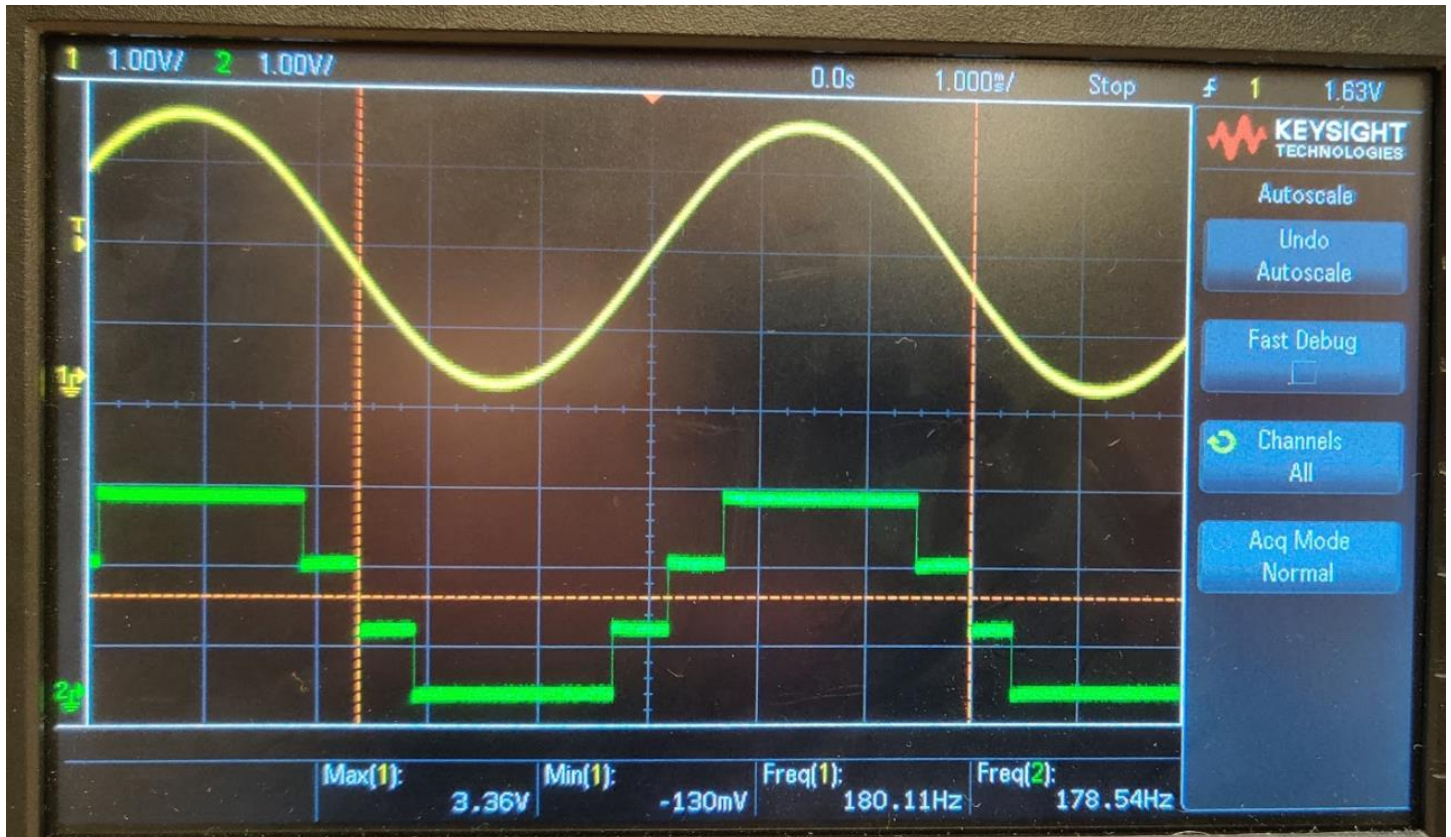 1 1.00V/ 2 1.00V/ 0.0s 1.000ms/ Stop 1 1.63V
KEYSIGHT
TECHNOLOGIES
Autoscale
Undo
Autoscale
Fast Debug
Channels
All
Acq Mode
Normal
T
1
2
Max(1):
3.36V
Min(1):
-130mV
Freq(1):
180.11Hz
Freq(2):
178.54Hz